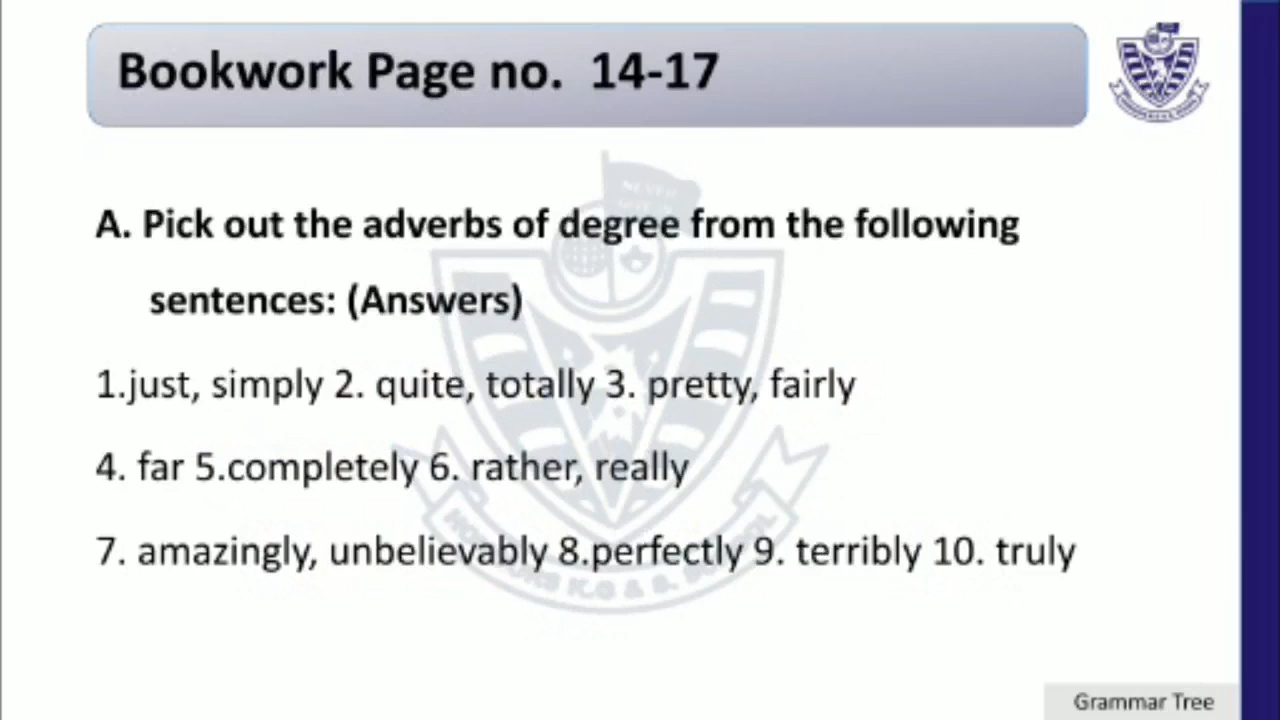 Bookwork Page no. 14-17
A. Pick out the adverbs of degree from the following
sentences: (Answers)
1.just, simply 2. quite, totally 3. pretty, fairly
4. far 5.completely 6. rather, really
7. amazingly, unbelievably 8.perfectly 9. terribly 10. truly
Grammar Tree